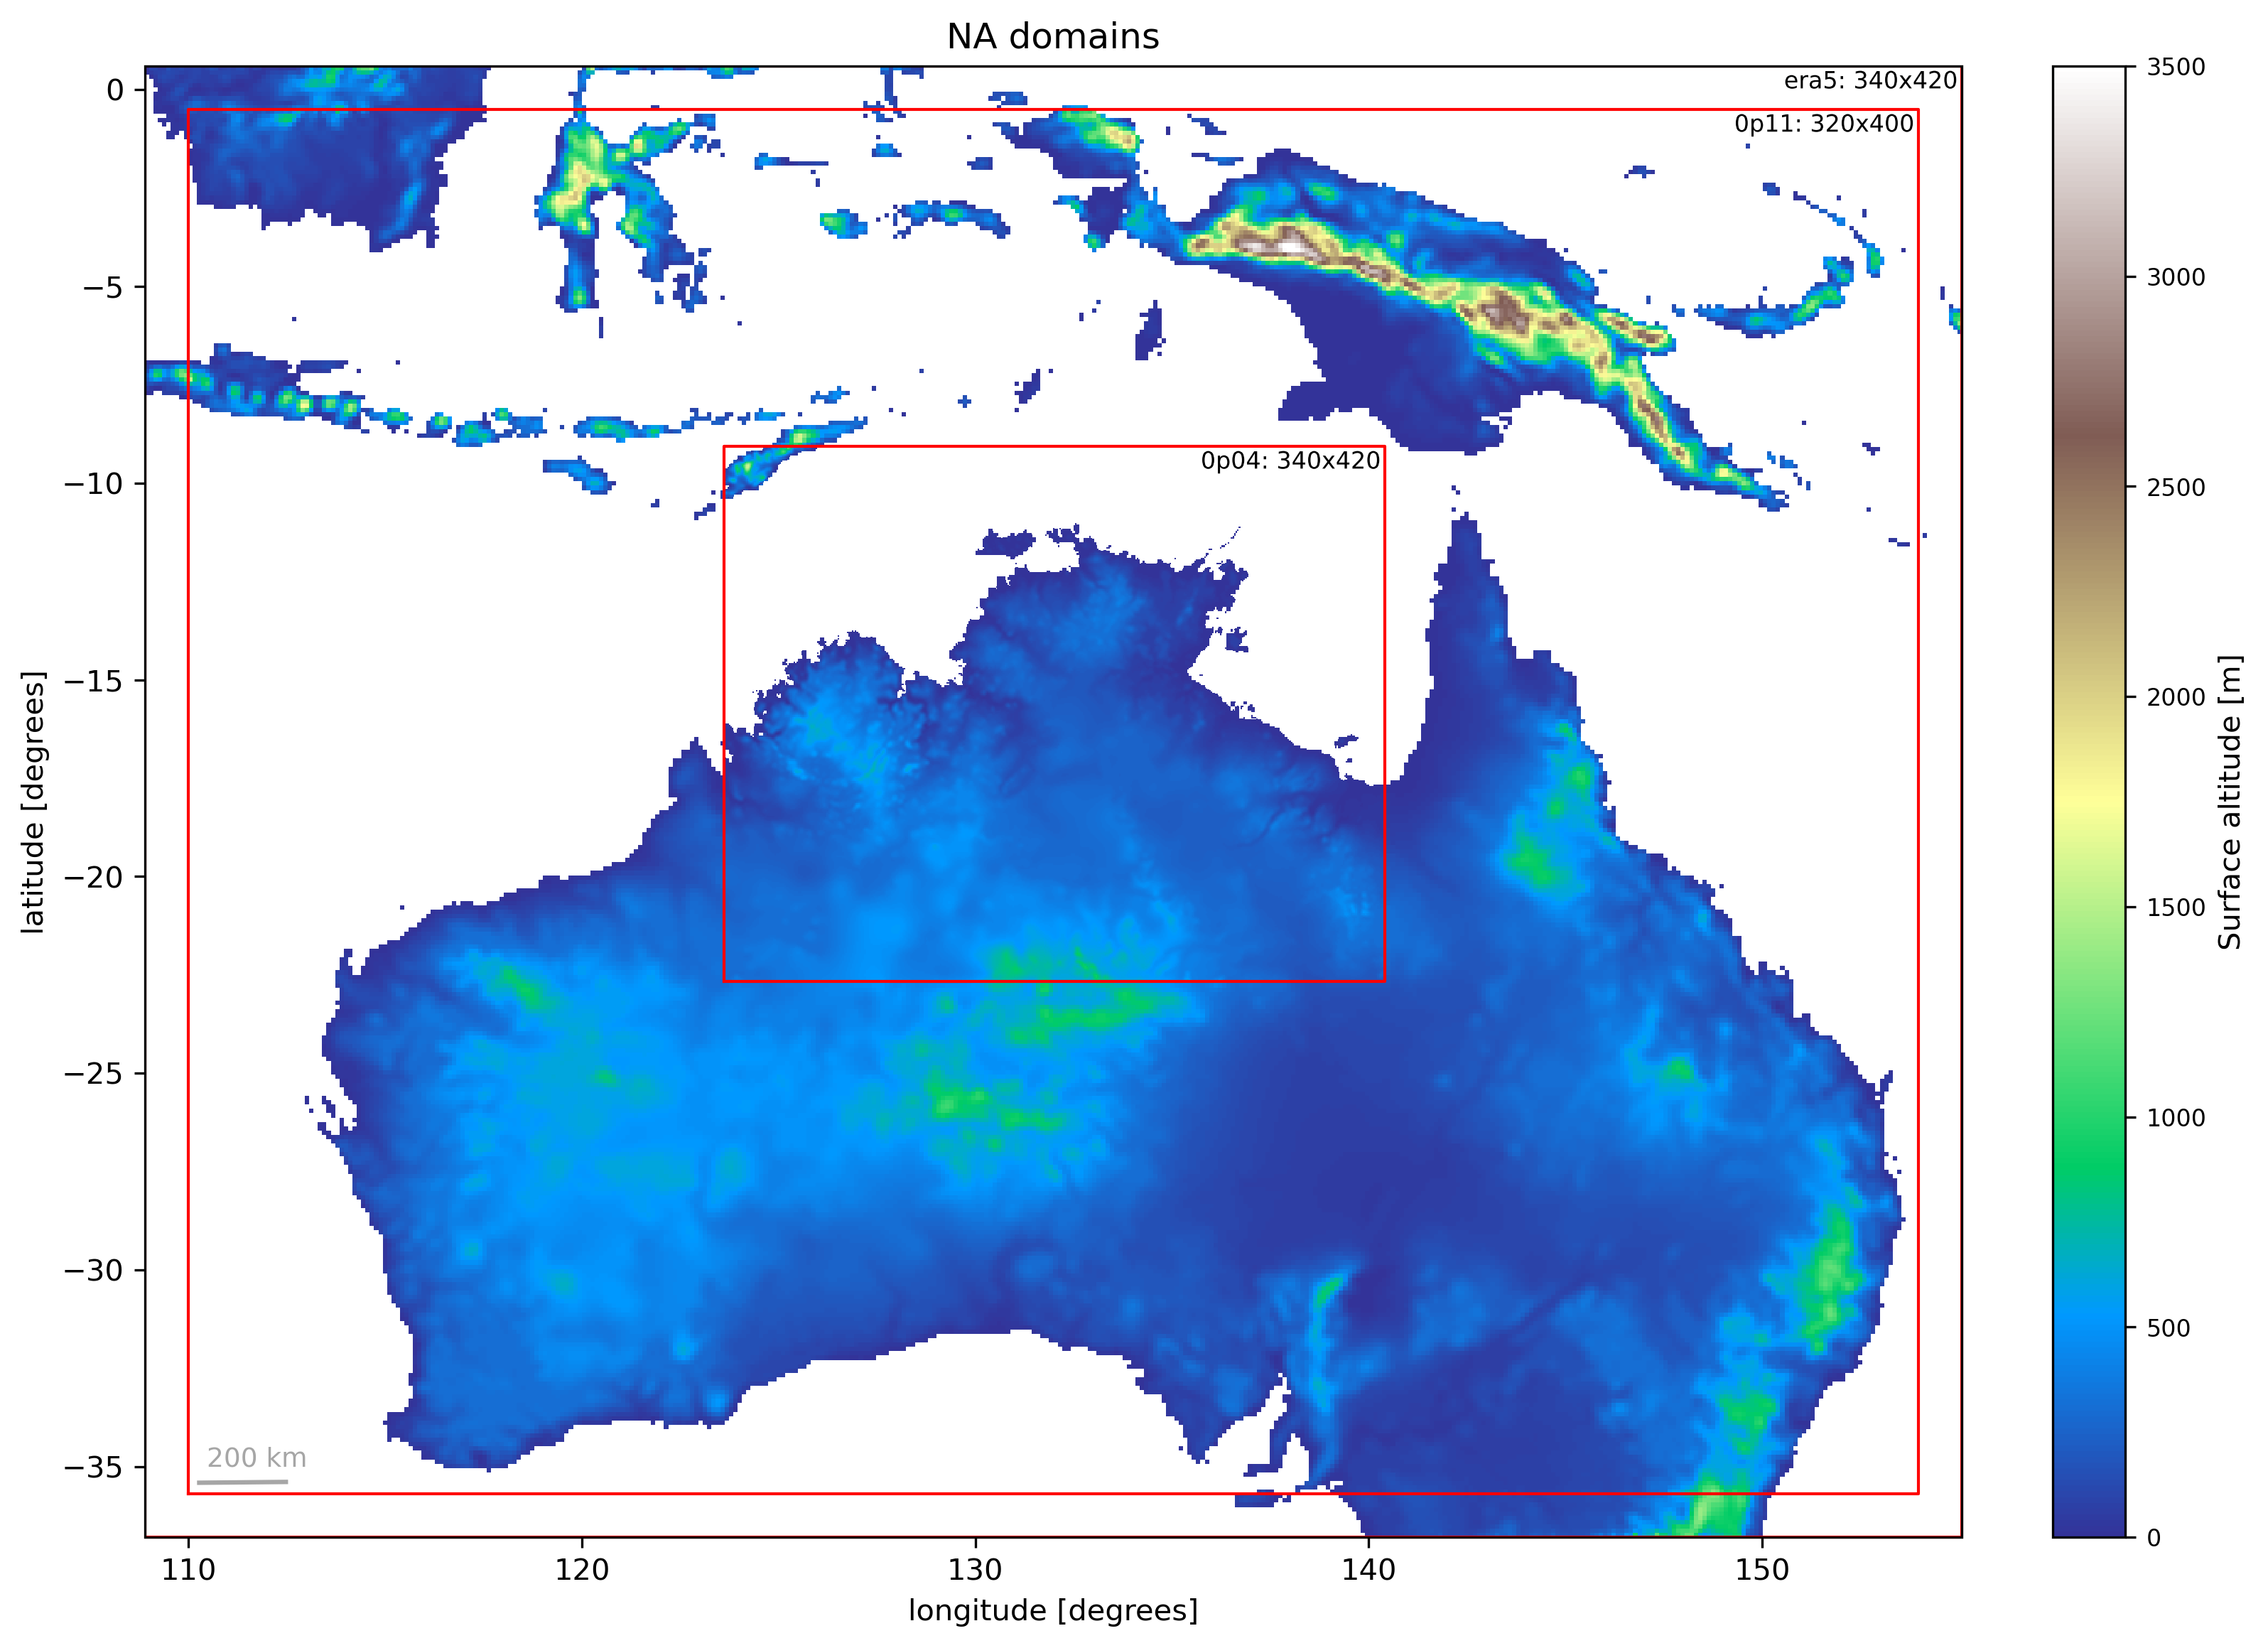 NA domains
era5: 340x420
0p11: 320x400
0p04: 340x420
0
−5
−10
−15
−20
−25
−30
−35
latitude [degrees]
200 km
110
120
130
140
150
longitude [degrees]
3500
3000
2500
2000
1500
1000
500
0
Surface altitude [m]